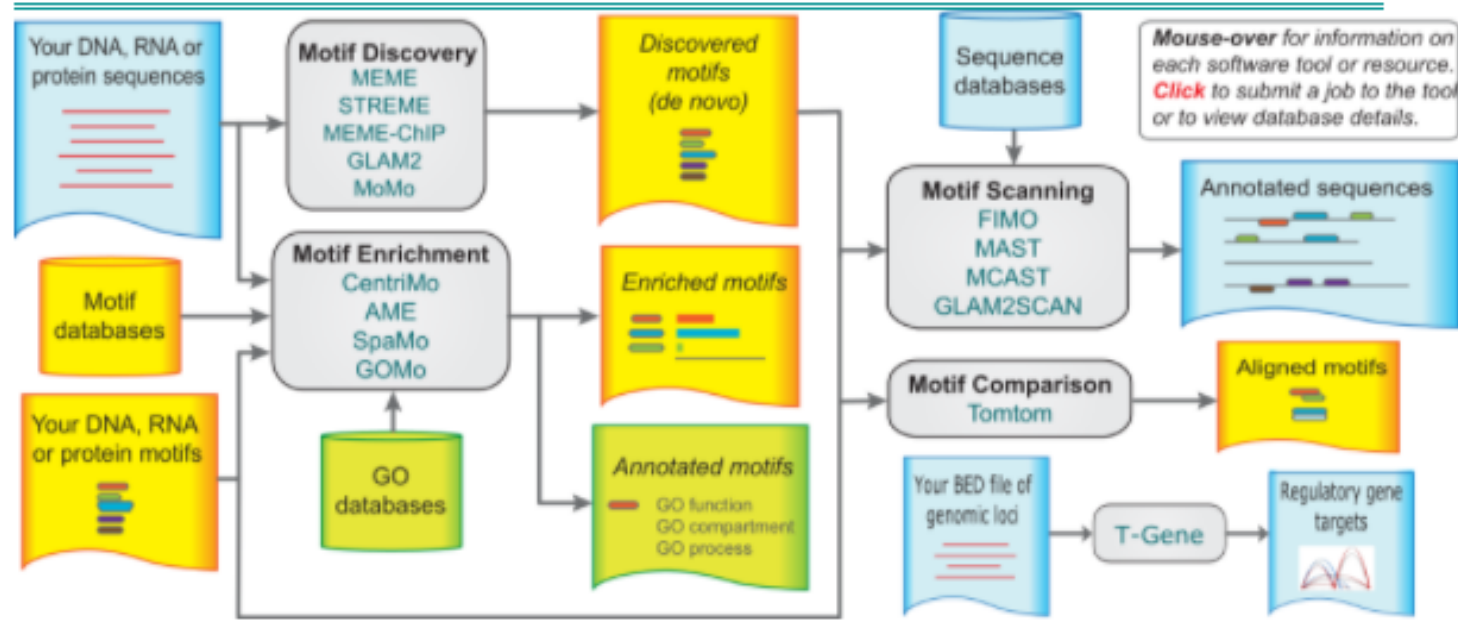 Your DNA, RNA or
protein sequences
Motif Discovery
MEME
STREME
MEME-ChIP
GLAM2
MoMo
Discovered
motifs
(de novo)
Sequence
databases
Mouse-over for information on
each software tool or resource.
Click to submit a job to the tool
or to view database details.
Motif Scanning
FIMO
MAST
MCAST
GLAM2SCAN
Annotated sequences
Motif
databases
Motif Enrichment
CentriMo
AME
SpaMo
GOMo
Enriched motifs
Your DNA, RNA
or protein motifs
GO
databases
Annotated motifs
GO function
GO compartment
GO process
Motif Comparison
Tomtom
Aligned motifs
Your BED file of
genomic loci
T-Gene
Regulatory gene
targets